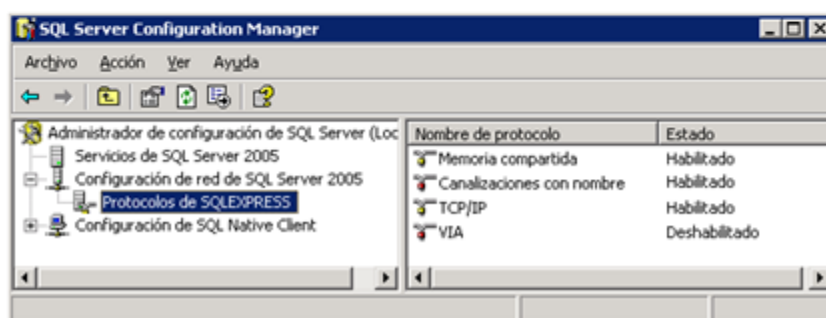 SQL Server Configuration Manager
Archivo Acción Ver Ayuda
Administrador de configuración de SQL Server (Loc
Servicios de SQL Server 2005
Configuración de red de SQL Server 2005
Protocolos de SQLEXPRESS
Configuración de SQL Native Client
Nombre de protocolo Estado
Memoria compartida Habilitado
Canalizaciones con nombre Habilitado
TCP/IP Habilitado
VIA Deshabilitado